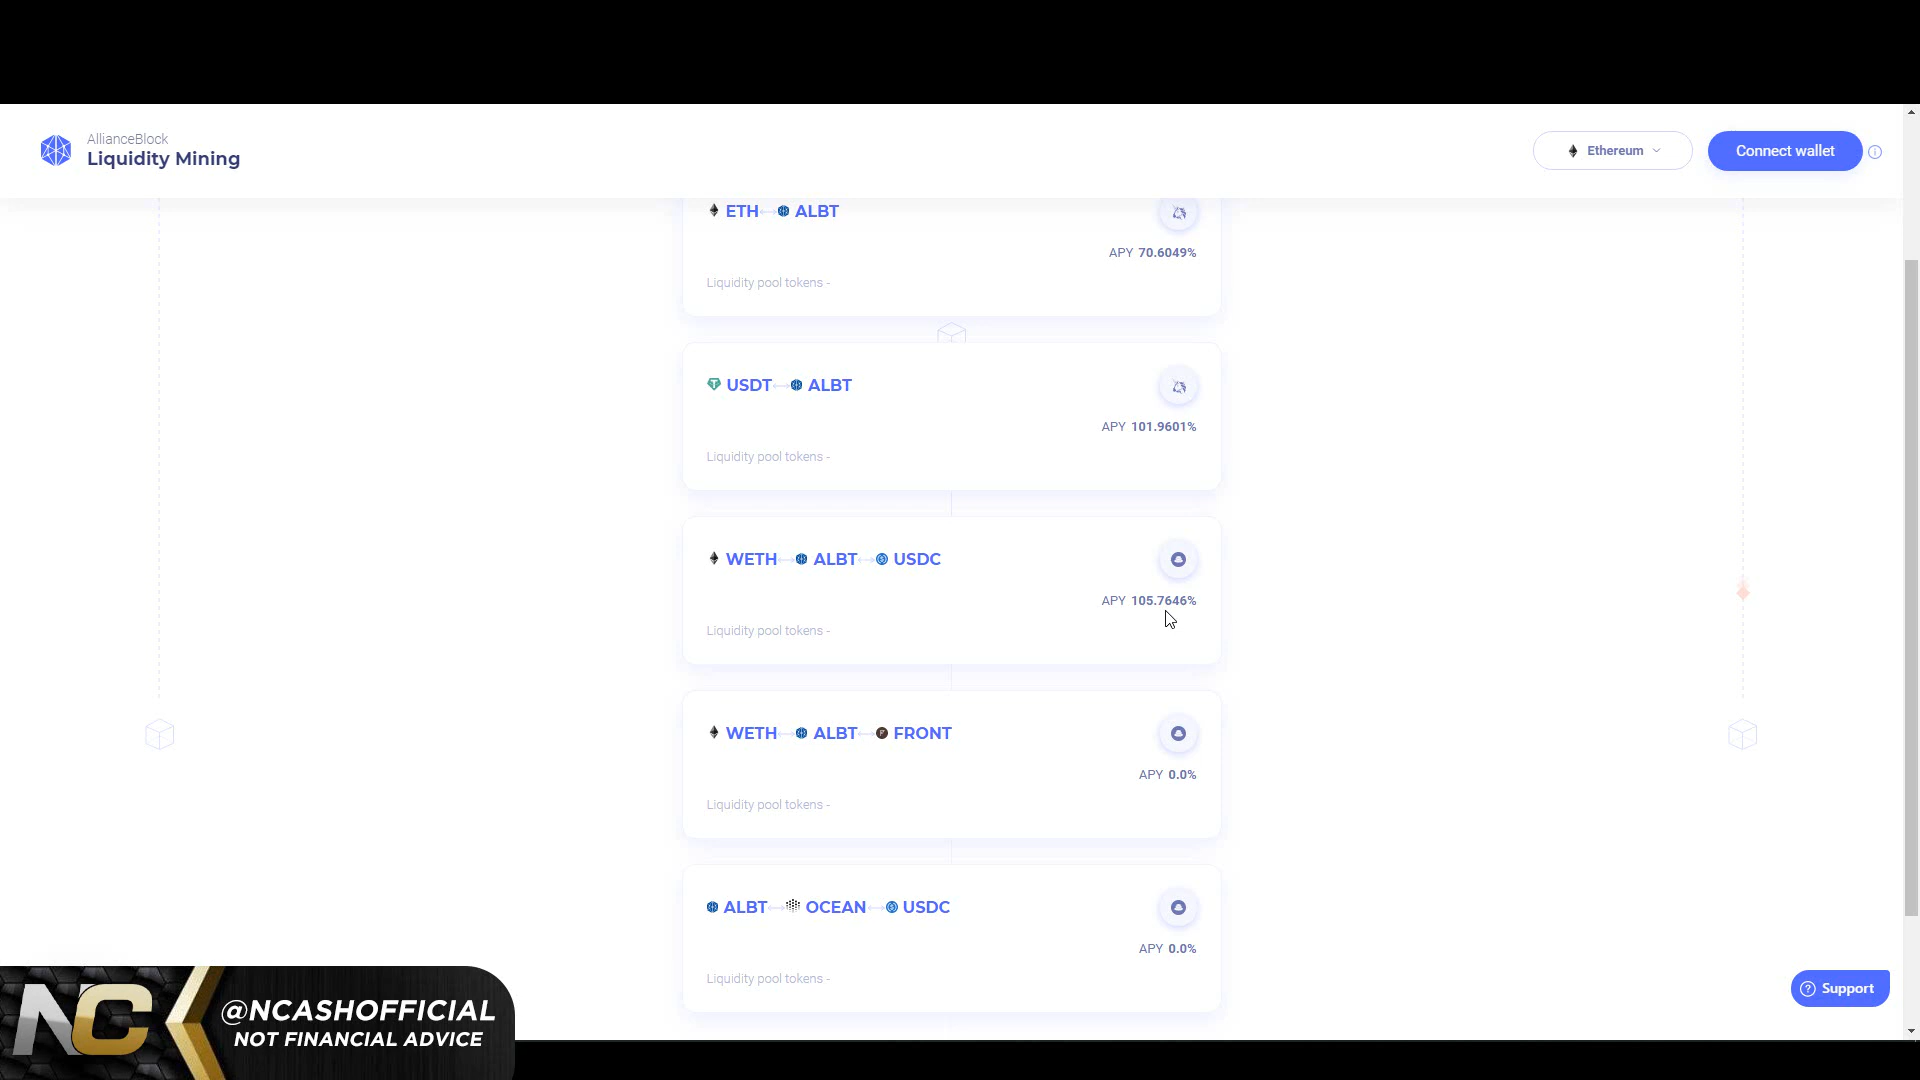 AllianceBlock
Liquidity Mining
Ethereum
Connect wallet
ETH ALBT
APY 70.6049%
Liquidity pool tokens -
USDT ALBT
APY 101.9601%
Liquidity pool tokens -
WETH ALBT USDC
APY 105.7646%
Liquidity pool tokens -
WETH ALBT FRONT
APY 0.0%
Liquidity pool tokens -
ALBT OCEAN USDC
APY 0.0%
Liquidity pool tokens -
Support
NC
@NCASHOFFICIAL
NOT FINANCIAL ADVICE